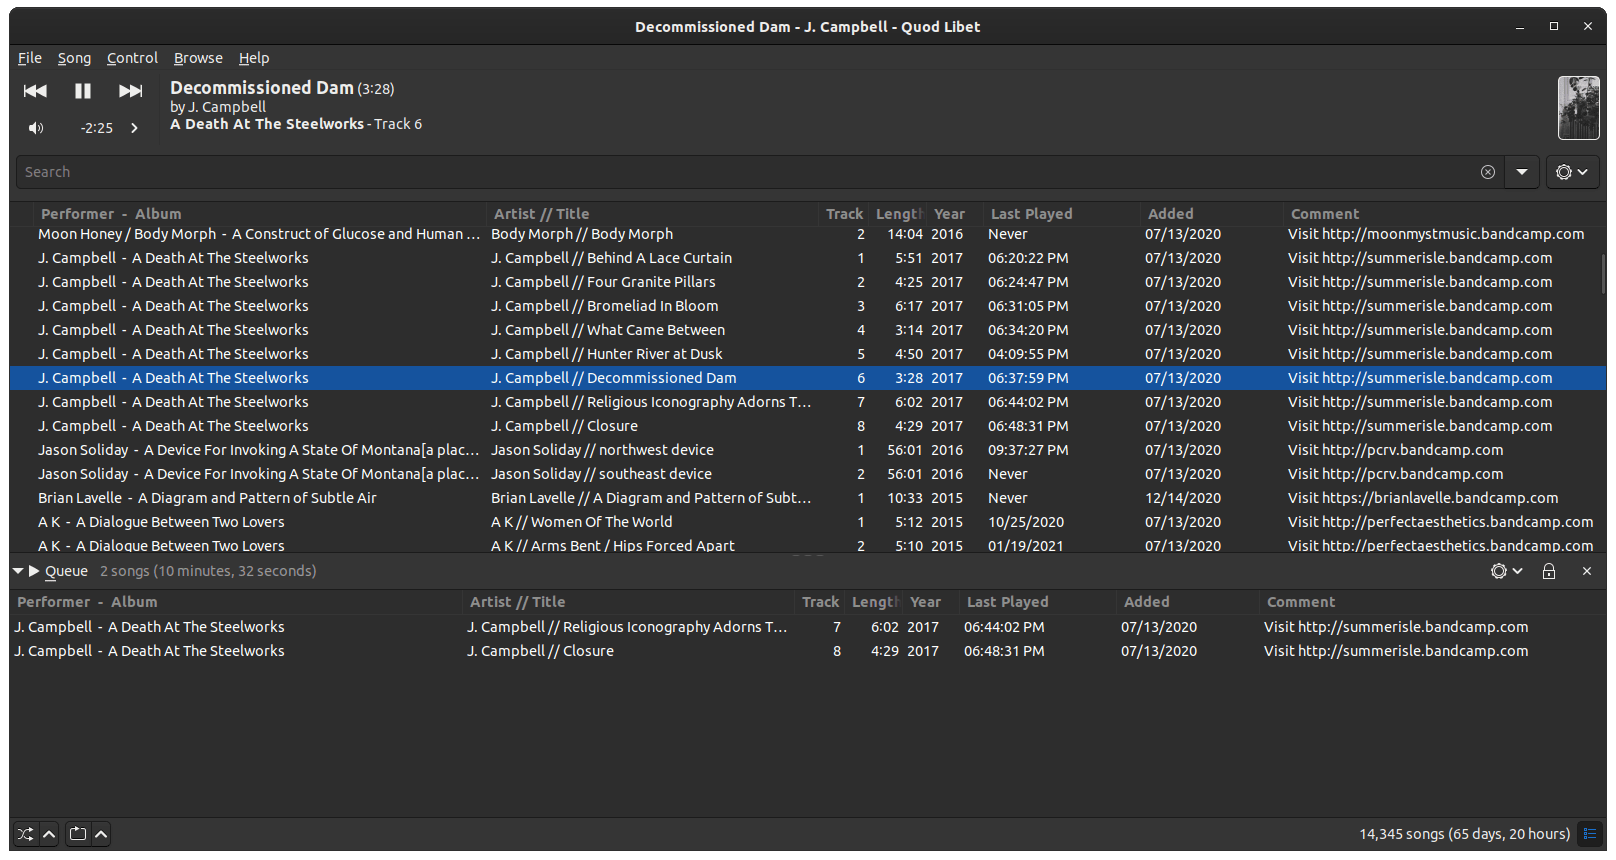 Decommissioned Dam - J. Campbell - Quod Libet
File Song Control Browse Help
Decommissioned Dam (3:28)
by J. Campbell
-2:25
A Death At The Steelworks - Track 6
Search
Performer - Album Artist // Title Track Length Year Last Played Added Comment
Moon Honey / Body Morph - A Construct of Glucose and Human ... Body Morph // Body Morph 2 14:04 2016 Never 07/13/2020 Visit http://moonmystmusic.bandcamp.com
J. Campbell - A Death At The Steelworks J. Campbell // Behind A Lace Curtain 1 5:51 2017 06:20:22 PM 07/13/2020 Visit http://summerisle.bandcamp.com
J. Campbell - A Death At The Steelworks J. Campbell // Four Granite Pillars 2 4:25 2017 06:24:47 PM 07/13/2020 Visit http://summerisle.bandcamp.com
J. Campbell - A Death At The Steelworks J. Campbell // Bromeliad In Bloom 3 6:17 2017 06:31:05 PM 07/13/2020 Visit http://summerisle.bandcamp.com
J. Campbell - A Death At The Steelworks J. Campbell // What Came Between 4 3:14 2017 06:34:20 PM 07/13/2020 Visit http://summerisle.bandcamp.com
J. Campbell - A Death At The Steelworks J. Campbell // Hunter River at Dusk 5 4:50 2017 04:09:55 PM 07/13/2020 Visit http://summerisle.bandcamp.com
J. Campbell - A Death At The Steelworks J. Campbell // Decommissioned Dam 6 3:28 2017 06:37:59 PM 07/13/2020 Visit http://summerisle.bandcamp.com
J. Campbell - A Death At The Steelworks J. Campbell // Religious Iconography Adorns T... 7 6:02 2017 06:44:02 PM 07/13/2020 Visit http://summerisle.bandcamp.com
J. Campbell - A Death At The Steelworks J. Campbell // Closure 8 4:29 2017 06:48:31 PM 07/13/2020 Visit http://summerisle.bandcamp.com
Jason Soliday - A Device For Invoking A State Of Montana[a plac... Jason Soliday // northwest device 1 56:01 2016 09:37:27 PM 07/13/2020 Visit http://pcrv.bandcamp.com
Jason Soliday - A Device For Invoking A State Of Montana[a plac... Jason Soliday // southeast device 2 56:01 2016 Never 07/13/2020 Visit http://pcrv.bandcamp.com
Brian Lavelle - A Diagram and Pattern of Subtle Air Brian Lavelle // A Diagram and Pattern of Subt... 1 10:33 2015 Never 12/14/2020 Visit https://brianlavelle.bandcamp.com
A K - A Dialogue Between Two Lovers A K // Women Of The World 1 5:12 2015 10/25/2020 07/13/2020 Visit http://perfectaesthetics.bandcamp.com
A K - A Dialogue Between Two Lovers A K // Arms Bent / Hips Forced Apart 2 5:10 2015 01/19/2021 07/13/2020 Visit http://perfectaesthetics.bandcamp.com
Queue 2 songs (10 minutes, 32 seconds)
Performer - Album Artist // Title Track Length Year Last Played Added Comment
J. Campbell - A Death At The Steelworks J. Campbell // Religious Iconography Adorns T... 7 6:02 2017 06:44:02 PM 07/13/2020 Visit http://summerisle.bandcamp.com
J. Campbell - A Death At The Steelworks J. Campbell // Closure 8 4:29 2017 06:48:31 PM 07/13/2020 Visit http://summerisle.bandcamp.com
14,345 songs (65 days, 20 hours)